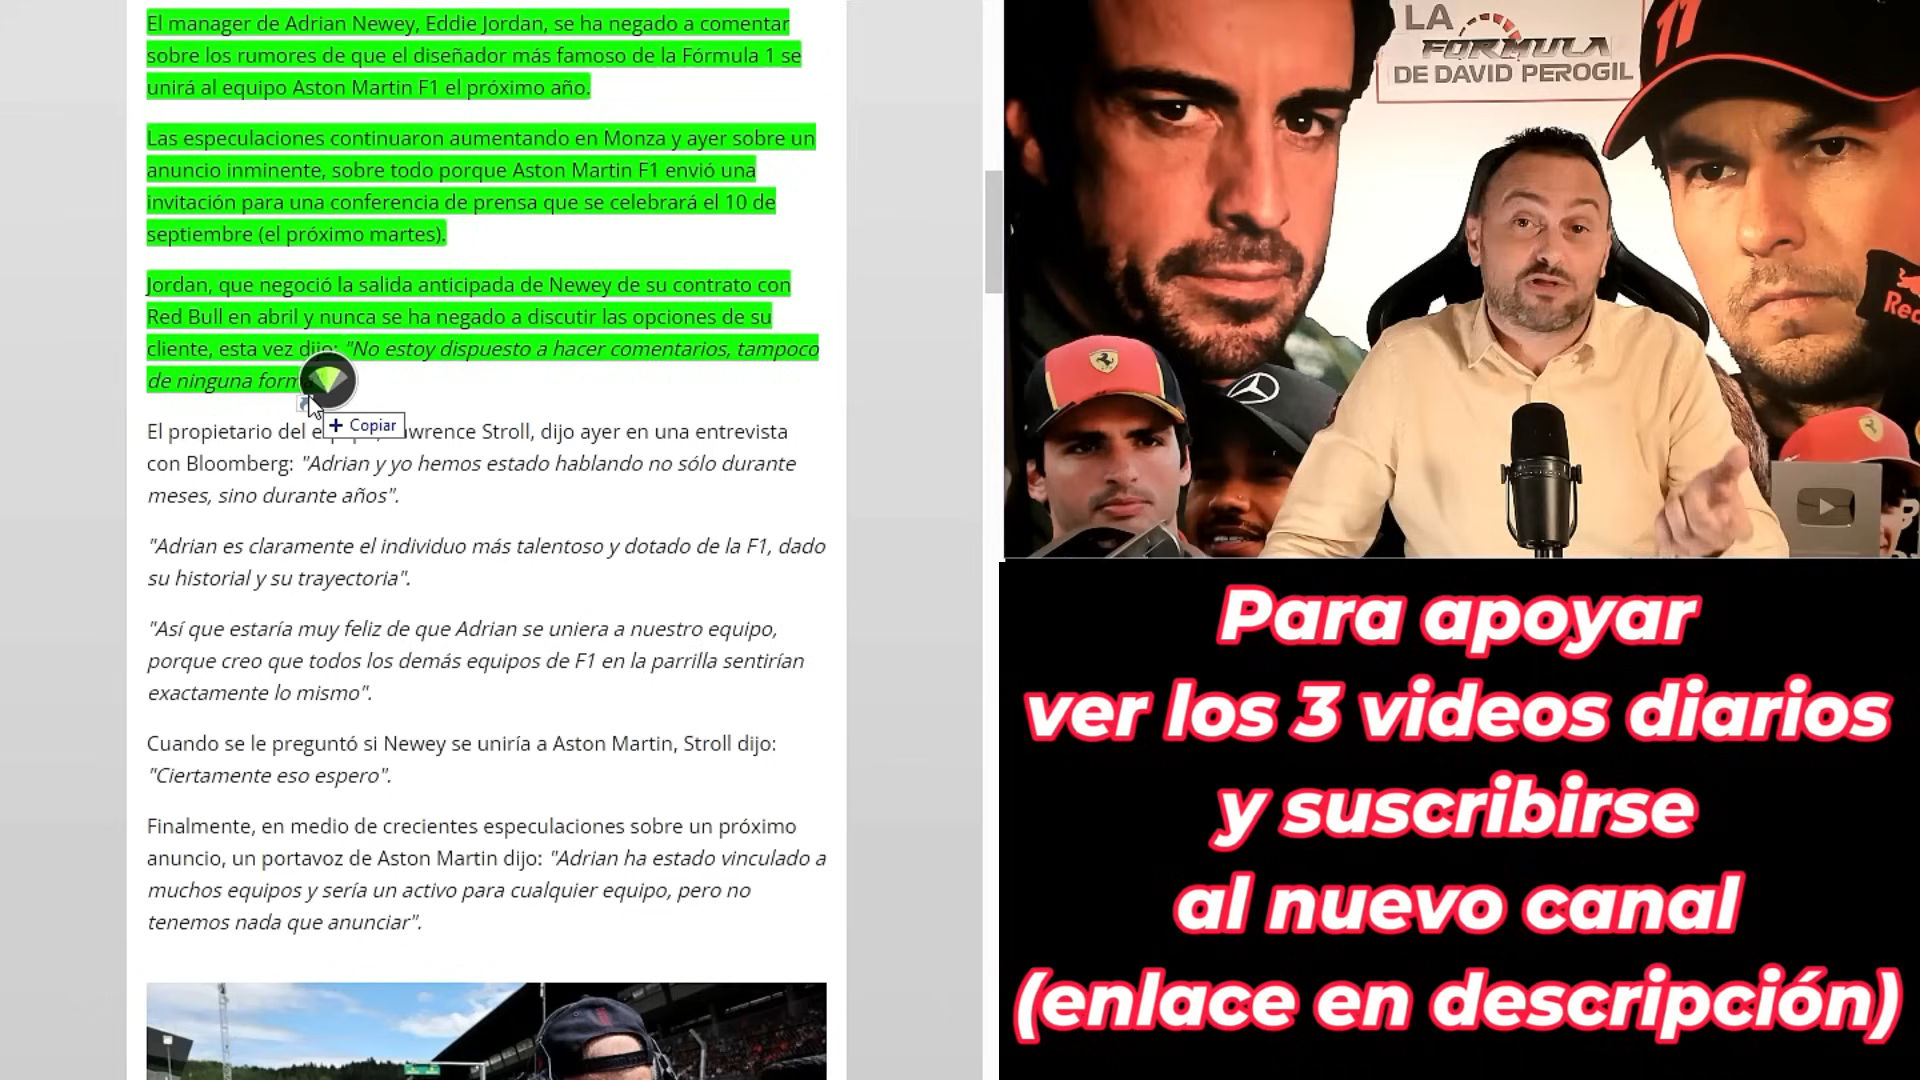 El manager de Adrian Newey, Eddie Jordan, se ha negado a comentar
sobre los rumores de que el diseñador más famoso de la Fórmula 1 se
unirá al equipo Aston Martin F1 el próximo año.
Las especulaciones continuaron aumentando en Monza y ayer sobre un
anuncio inminente, sobre todo porque Aston Martin F1 envió una
invitación para una conferencia de prensa que se celebrará el 10 de
septiembre (el próximo martes).
Jordan, que negoció la salida anticipada de Newey de su contrato con
Red Bull en abril y nunca se ha negado a discutir las opciones de su
cliente, esta vez dijo: "No estoy dispuesto a hacer comentarios, tampoco
de ninguna
Copiar
El propietario del Lawrence Stroll, dijo ayer en una entrevista
con Bloomberg: "Adrian y yo hemos estado hablando no sólo durante
meses, sino durante años".
"Adrian es claramente el individuo más talentoso y dotado de la F1, dado
su historial y su trayectoria".
"Así que estaría muy feliz de que Adrian se uniera a nuestro equipo,
porque creo que todos los demás equipos de F1 en la parrilla sentirían
exactamente lo mismo".
Cuando se le preguntó si Newey se uniría a Aston Martin, Stroll dijo:
"Ciertamente eso espero".
Finalmente, en medio de crecientes especulaciones sobre un próximo
anuncio, un portavoz de Aston Martin dijo: "Adrian ha estado vinculado a
muchos equipos y sería un activo para cualquier equipo, pero no
tenemos nada que anunciar".
LA
FORMULA
DE DAVID PEROGIL
11
Para apoyar
ver los 3 videos diarios
y suscribirse
al nuevo canal
(enlace en descripción)